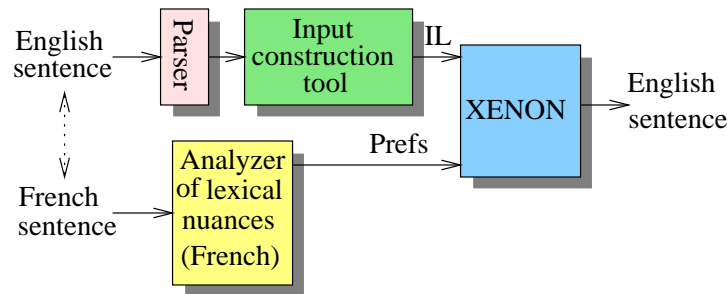 English
sentence
Parser
Input
construction
tool
IL
XENON
English
sentence
Prefs
French
sentence
Analyzer
of lexical
nuances
(French)